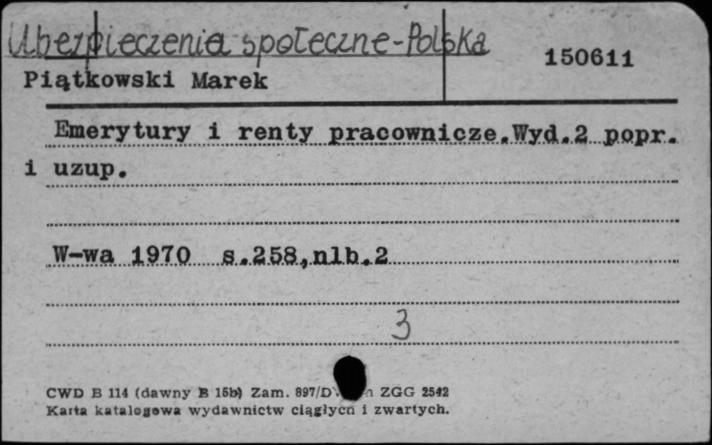 Ubezpieczenia społeczne-Polska
150611
Piątkowski Marek
Emerytury i renty pracownicze.Wyd.2 popr.
i uzup.
W-wa 1970 s.258,nlb.2
3
CWD B 114 (dawny B 15b) Zam. 897/D ZGG 2542
Karta katalogowa wydawnictw ciągłych i zwartych.